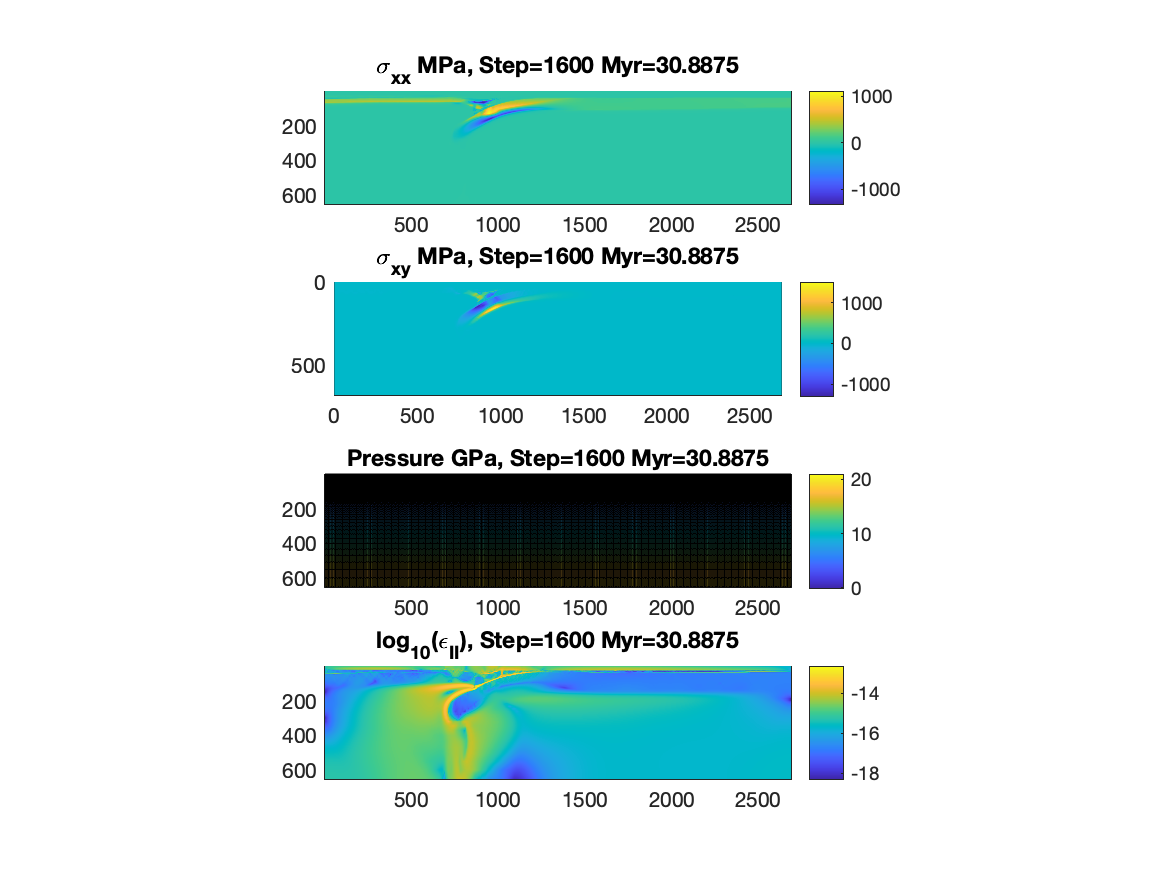 σxx MPa, Step=1600 Myr=30.8875
1000
200
0
400
-1000
600
500 1000 1500 2000 2500
σxy MPa, Step=1600 Myr=30.8875
0
1000
0
500
-1000
0 500 1000 1500 2000 2500
Pressure GPa, Step=1600 Myr=30.8875
20
200
10
400
600
0
500 1000 1500 2000 2500
log10(ϵII), Step=1600 Myr=30.8875
-14
200
-16
400
600
-18
500 1000 1500 2000 2500